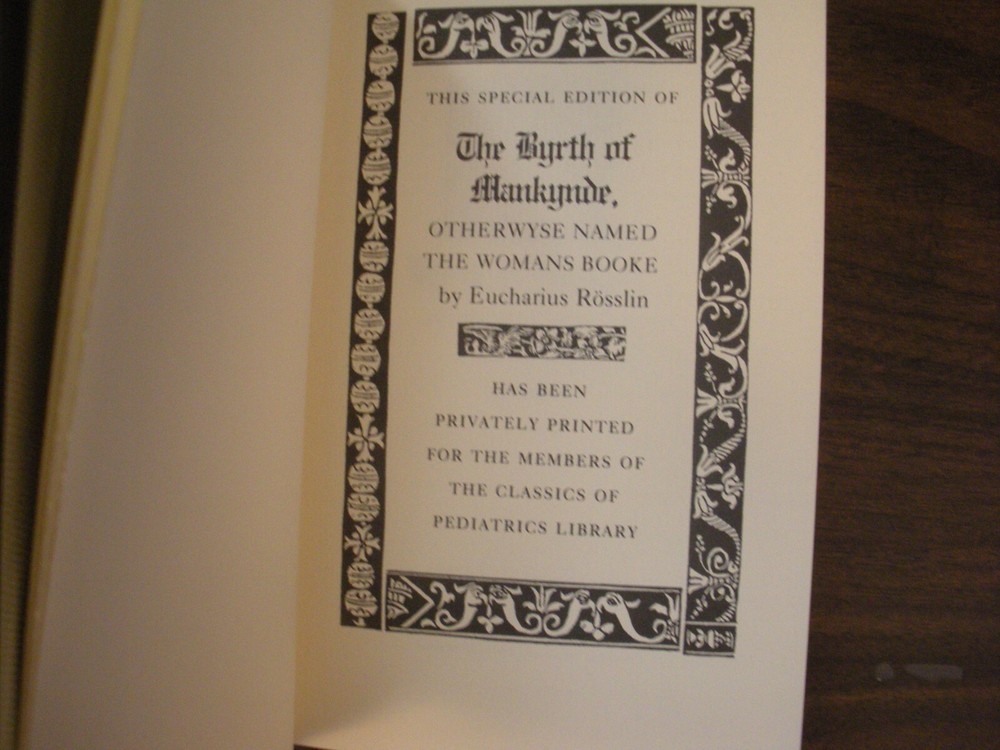 THIS SPECIAL EDITION OF
The Byrth of
Mankynde,
OTHERWYSE NAMED
THE WOMANS BOOKE
by Eucharius Rösslin
HAS BEEN
PRIVATELY PRINTED
FOR THE MEMBERS OF
THE CLASSICS OF
PEDIATRICS LIBRARY